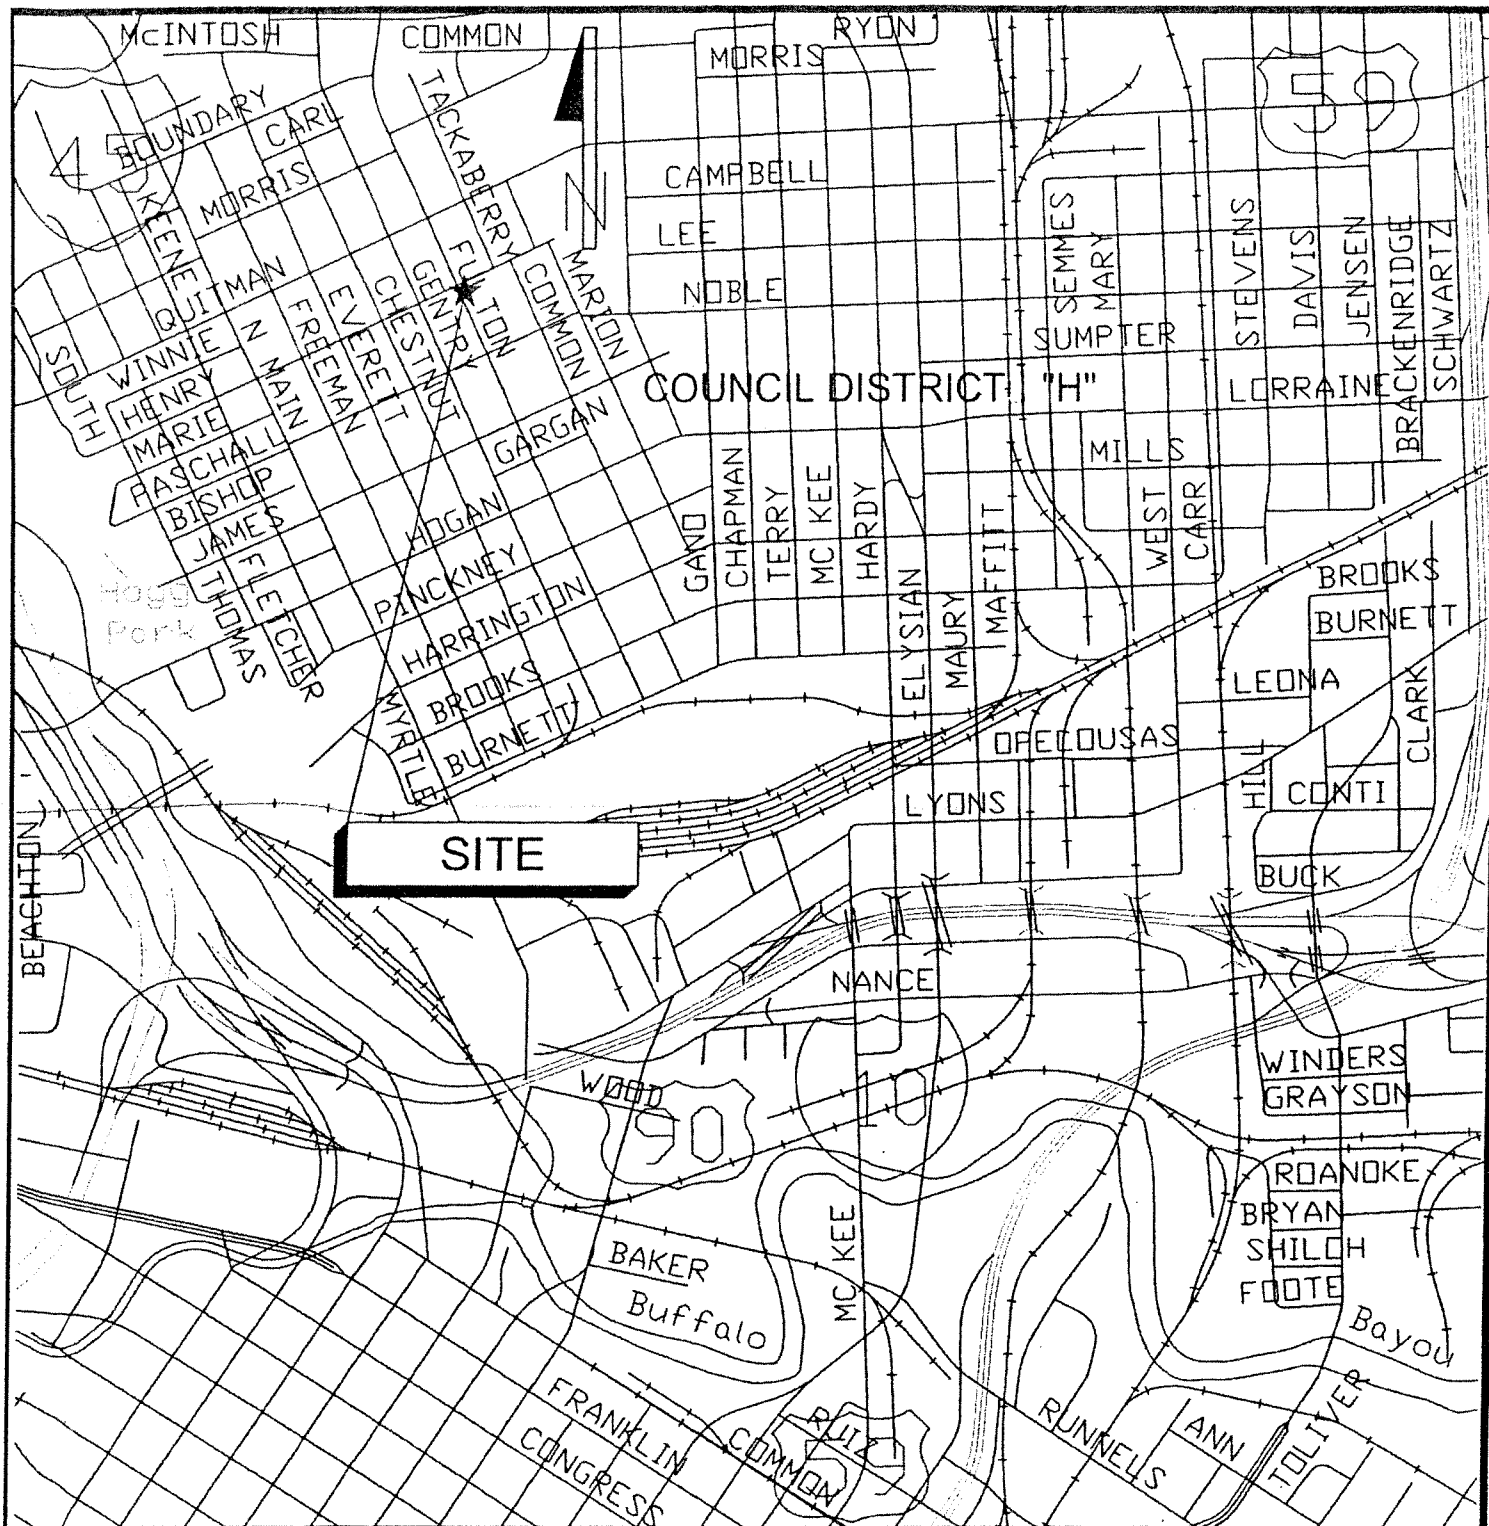 McINTOSH
COMMON
RYON
MORRIS
45
BOUNDARY
CARL
TACKABERRY
59
MORRIS
KEENE
N
CAMPBELL
LEE
NOBLE
SEMMES
MARY
STEVENS
DAVIS
JENSEN
BRACKENRIDGE
SCHWARTZ
QUITMAN
FULTON
GENTRY
CHESTNUT
EVERETT
FREEMAN
N MAIN
COMMON
MARION
SUMPTER
SOUTH
WINNIE
HENRY
MARIE
PASCHALL
BISHOP
JAMES
THOMAS
FLETCHER
COUNCIL DISTRICT "H"
LORRAINE
GARGAN
MILLS
HOGAN
GANO
CHAPMAN
TERRY
MC KEE
HARDY
ELYSIAN
MAURY
MAFFITT
WEST
CARR
Hogg
Park
PINCKNEY
HARRINGTON
BROOKS
BURNETT
MYRTLE
BROOKS
BURNETT
LEONA
CLARK
OPELOUSAS
HILL
CONTI
LYONS
SITE
BUCK
BEACHTON
NANCE
WINDERS
GRAYSON
WOOD
90
10
ROANOKE
BRYAN
SHILOH
FOOTE
MC KEE
BAKER
Buffalo
Bayou
FRANKLIN
CONGRESS
COMMON
RUIZ
RUNNELS
ANN
TOLIVER